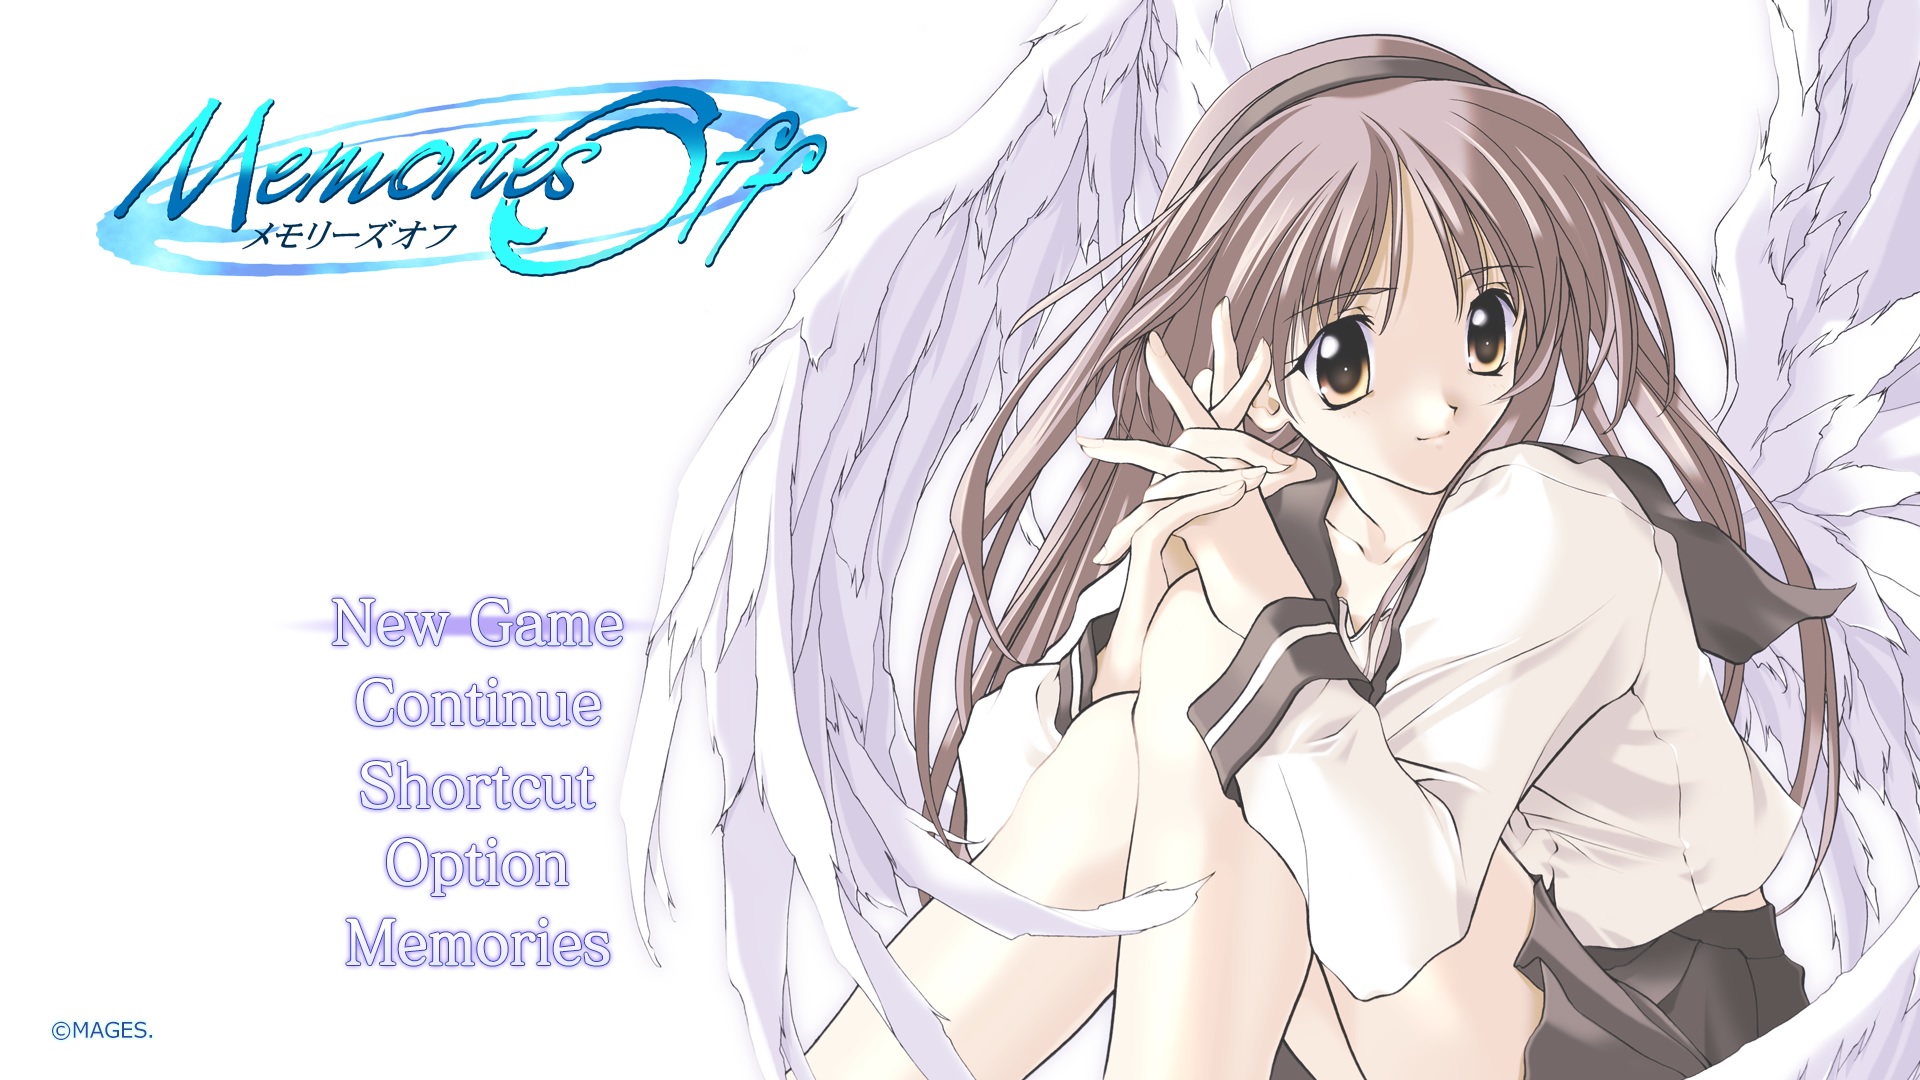 Memories Off
メモリーズオフ
New Game
Continue
Shortcut
Option
Memories
©MAGES.